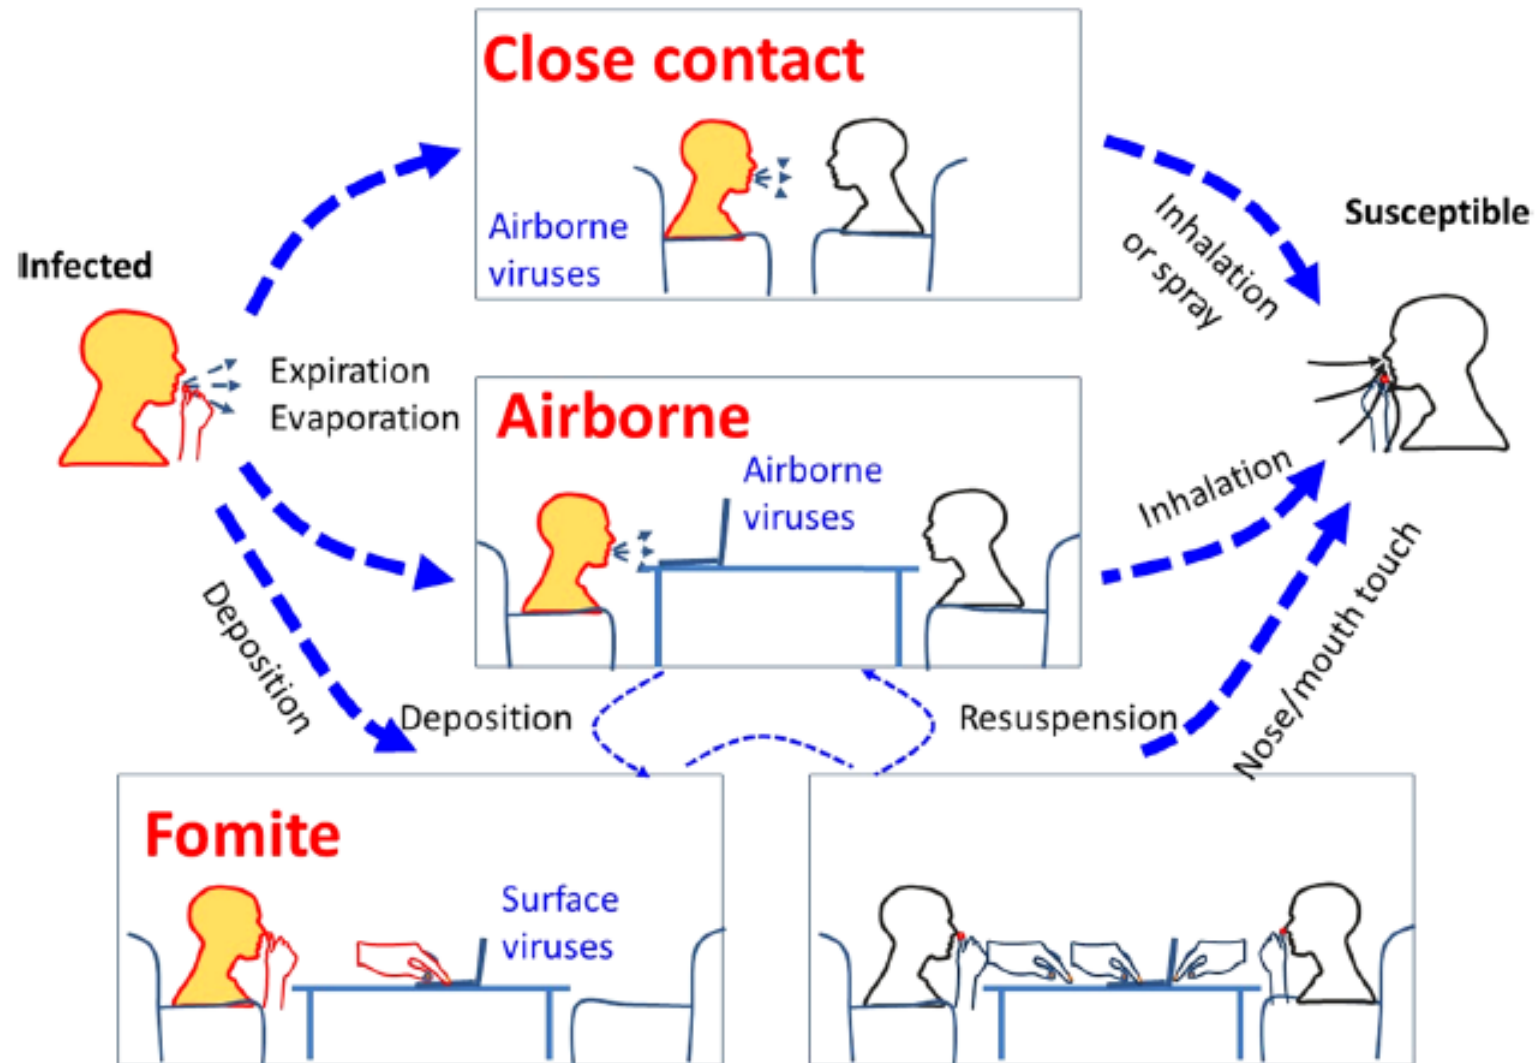 Close contact
Airborne
viruses
Infected
Expiration
Evaporation
Inhalation
or spray
Susceptible
Airborne
Airborne
viruses
Inhalation
Deposition
Deposition
Resuspension
Nose/mouth touch
Fomite
Surface
viruses